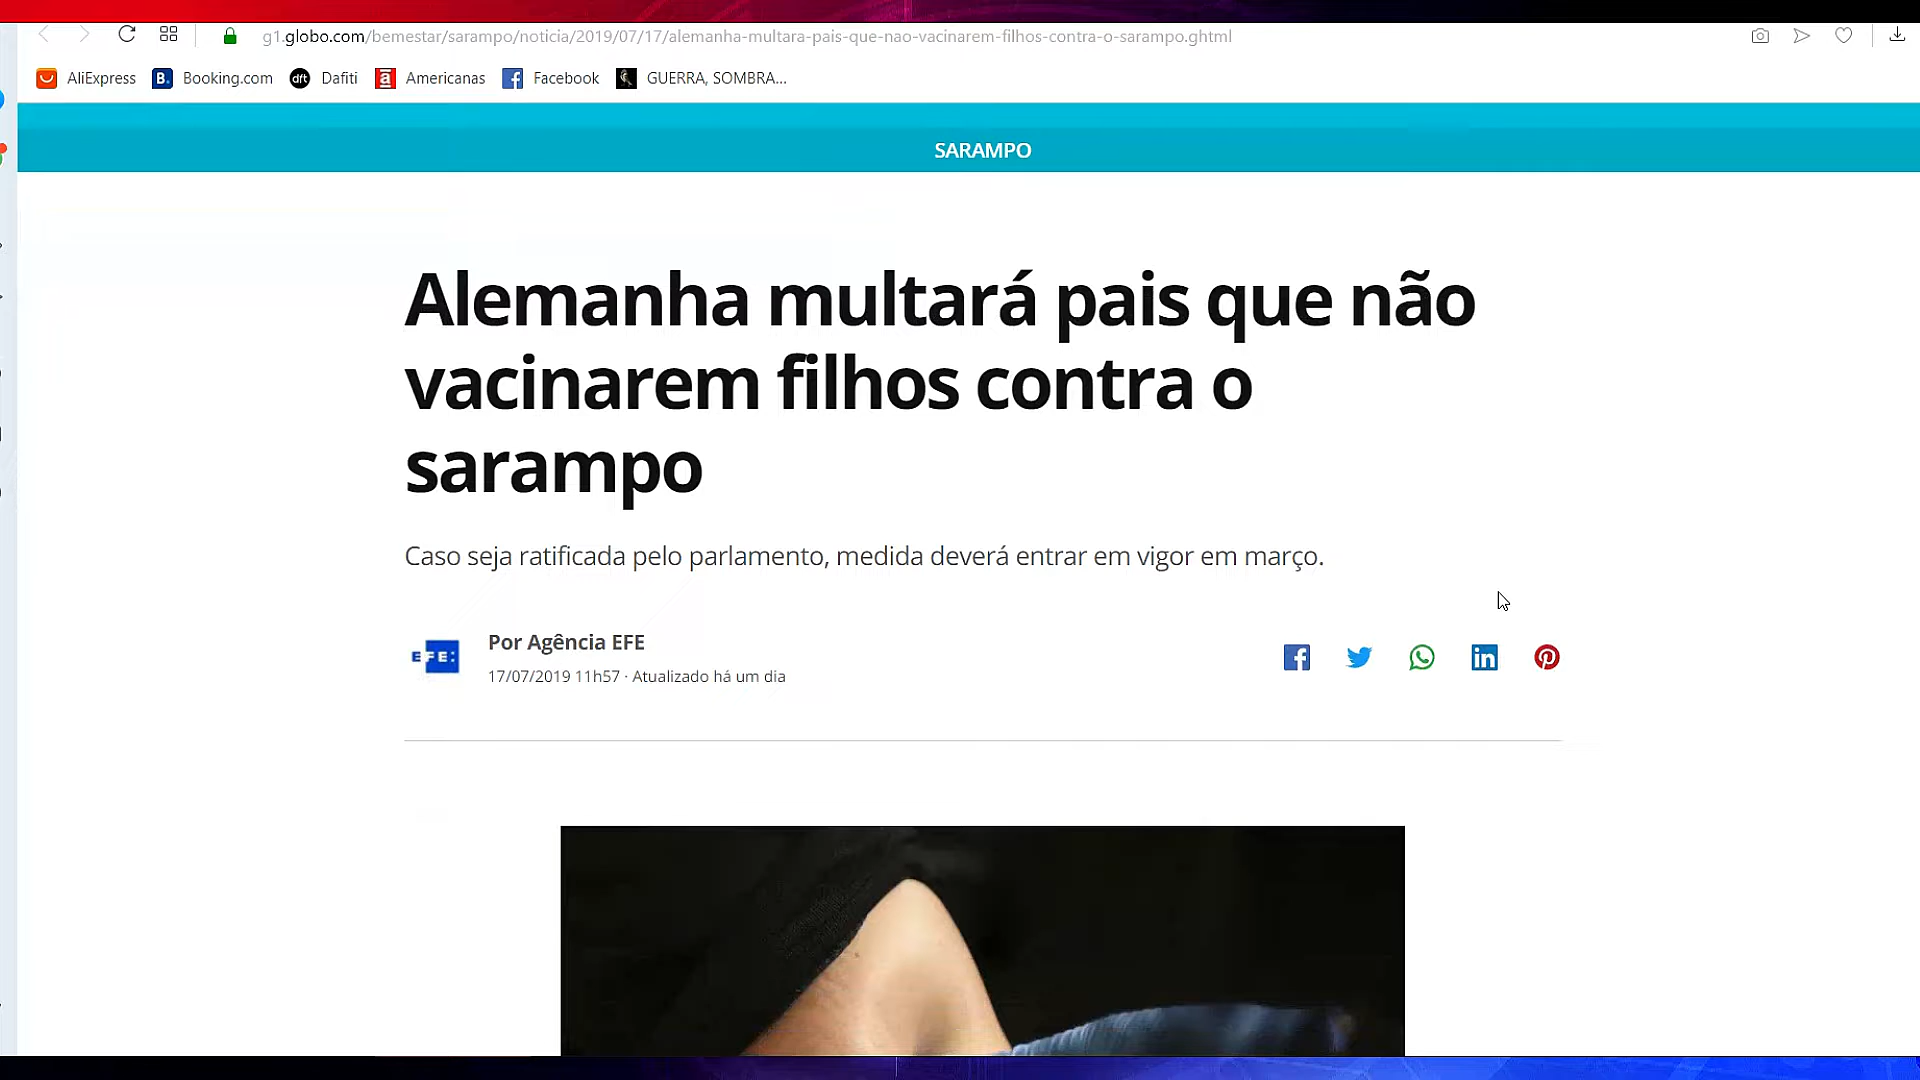 g1.globo.com/bemestar/sarampo/noticia/2019/07/17/alemanha-multara-pais-que-nao-vacinarem-filhos-contra-o-sarampo.ghtml
AliExpress B. Booking.com dft Dafiti a Americanas Facebook GUERRA, SOMBRA...
SARAMPO
Alemanha multará pais que não
vacinarem filhos contra o
sarampo
Caso seja ratificada pelo parlamento, medida deverá entrar em vigor em março.
EFE: Por Agência EFE
17/07/2019 11h57 · Atualizado há um dia